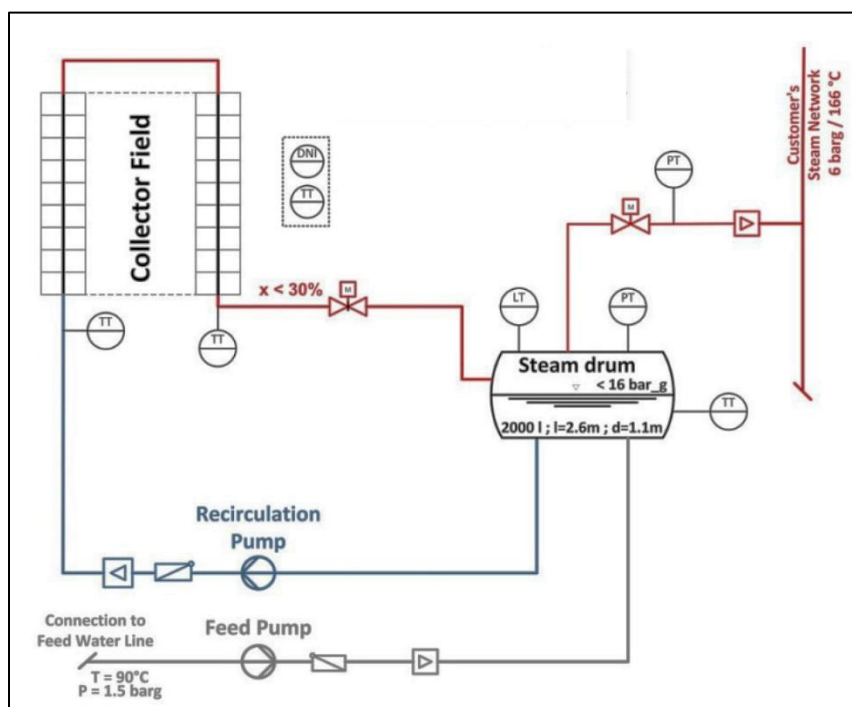 Collector Field
DNI
TT
PT
Customer's
Steam Network
6 barg / 166 °C
M
M
x < 30%
TT
TT
LT
PT
Steam drum
< 16 bar_g
2000 l ; l=2.6m ; d=1.1m
TT
Recirculation
Pump
Connection to
Feed Water Line
Feed Pump
T = 90°C
P = 1.5 barg